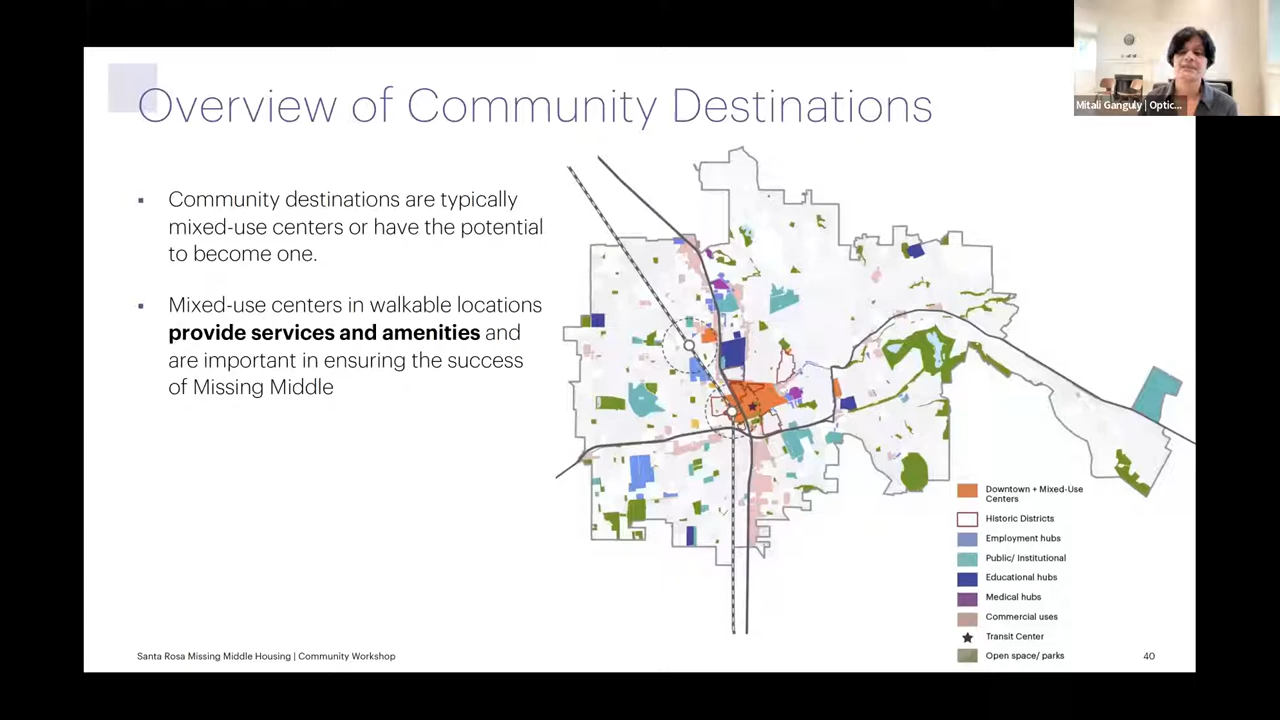 Mitali Ganguly | Optic...
Overview of Community Destinations
▪ Community destinations are typically
mixed-use centers or have the potential
to become one.
▪ Mixed-use centers in walkable locations
provide services and amenities and
are important in ensuring the success
of Missing Middle
Downtown + Mixed-Use
Centers
Historic Districts
Employment hubs
Public/ Institutional
Educational hubs
Medical hubs
Commercial uses
Transit Center
Open space/ parks
Santa Rosa Missing Middle Housing | Community Workshop
40